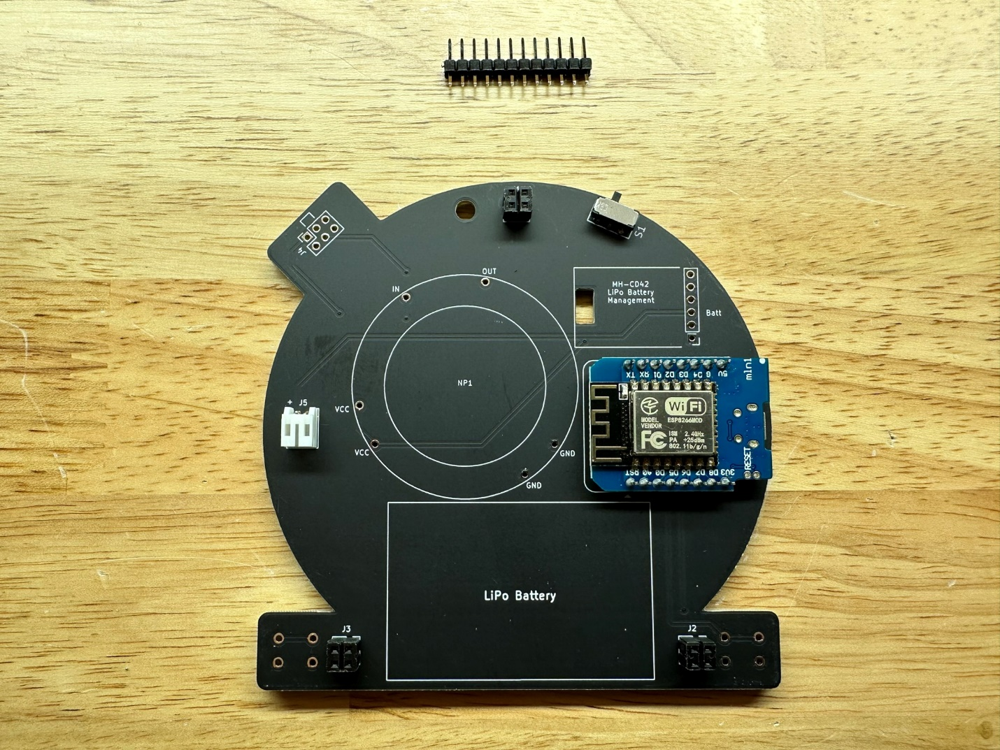 S1
J4
OUT
IN
MH-CD42
LiPo Battery
Management
Batt
NP1
+ J5
VCC
VCC
GND
GND
TX RX D1 D2 D3 D4 G 5V
min1
WiFi
MODEL
VENDOR
ESP8266MOD
FC
ISM 2.4GHz
PA +25dBm
802.11b/g/n
RESET
RST A0 D0 D5 D6 D7 D8 3V3
LiPo Battery
J3
J2